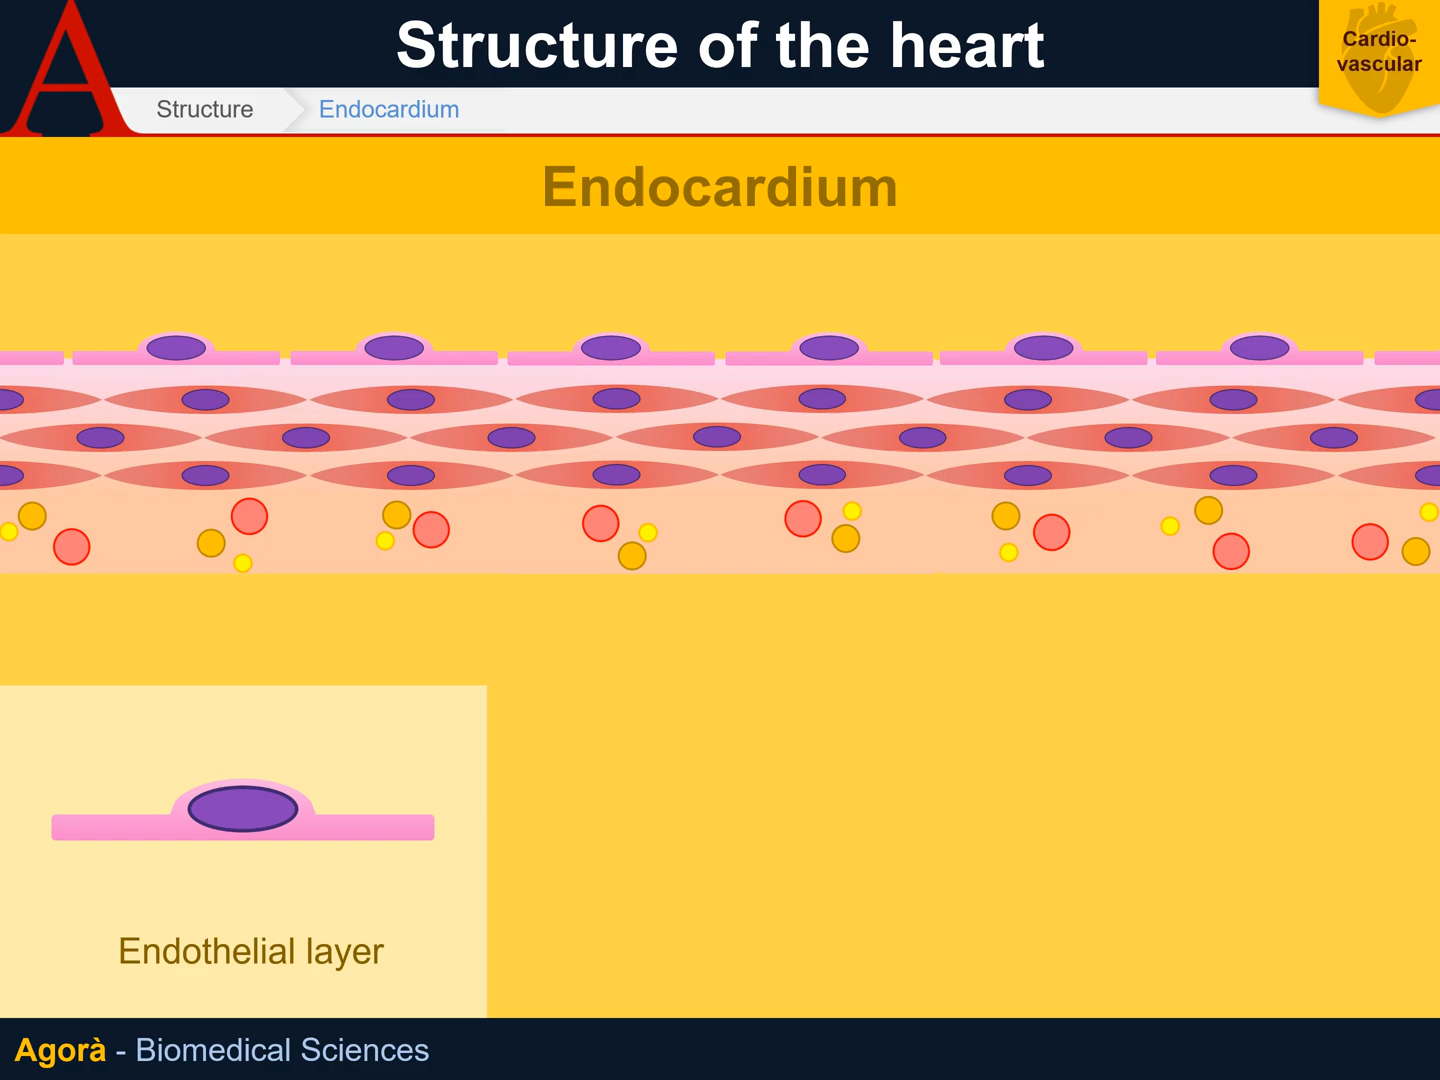 A
Structure of the heart
Cardio-
vascular
Structure
Endocardium
Endocardium
Endothelial layer
Agorà - Biomedical Sciences